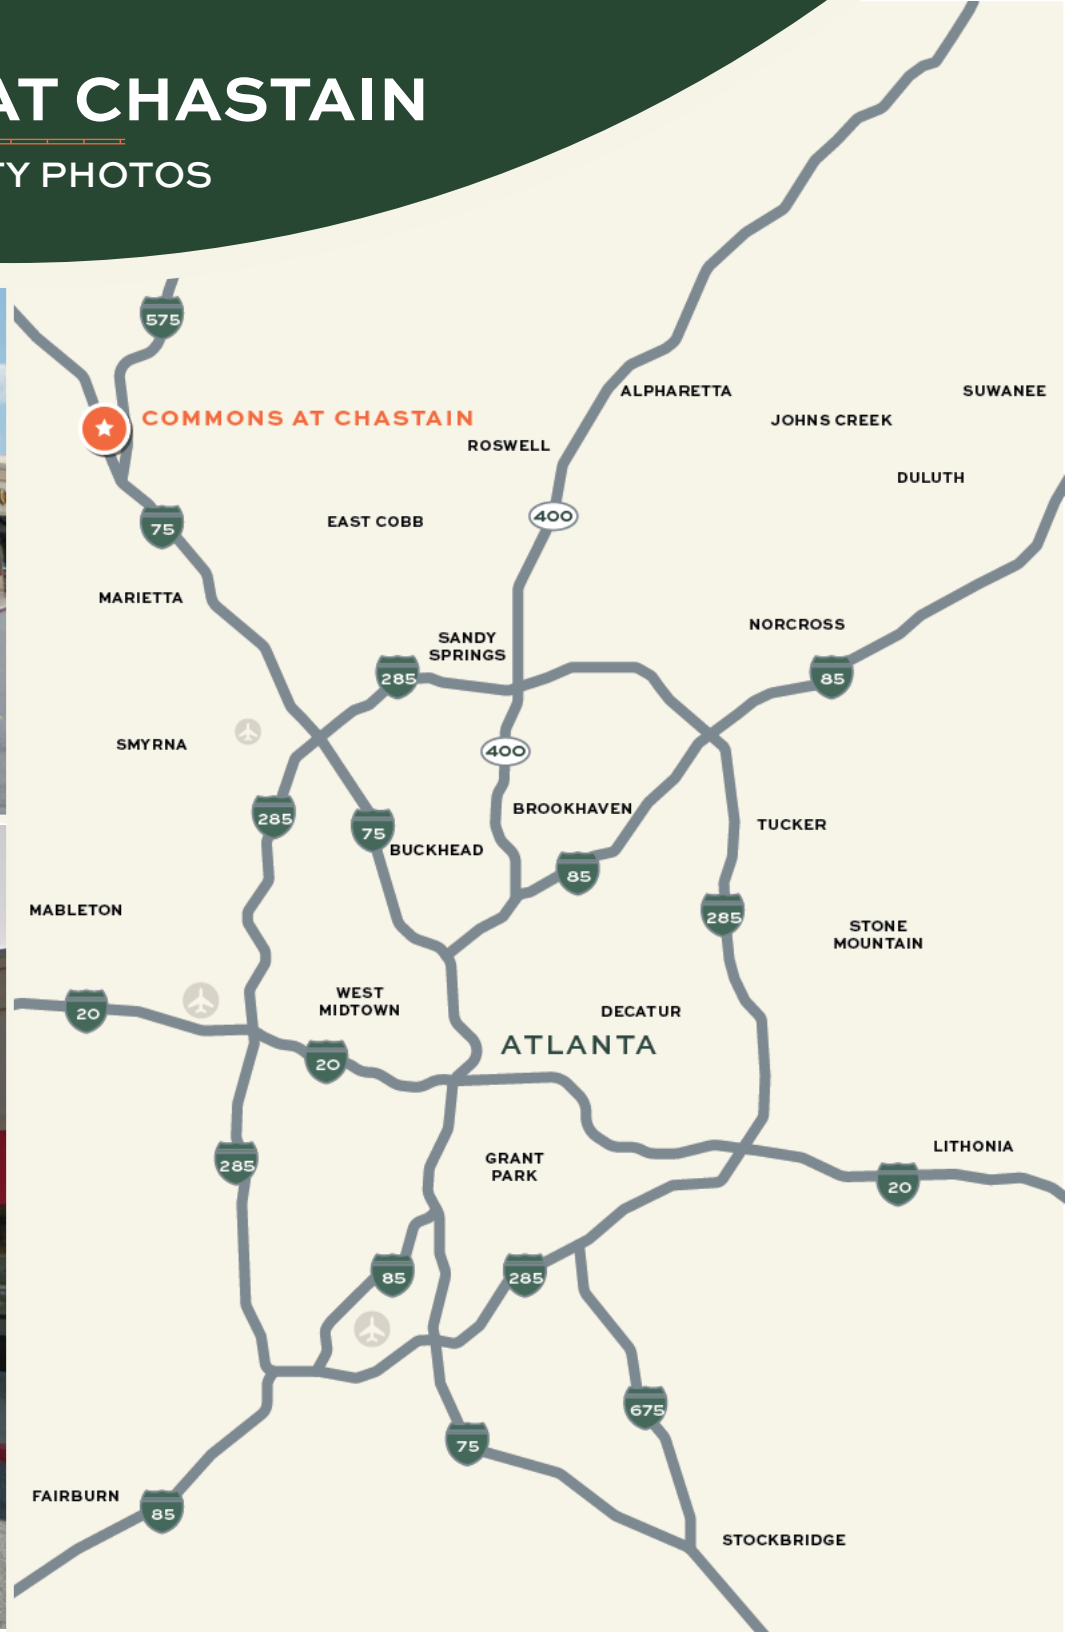 AT CHASTAIN
TY PHOTOS
575
COMMONS AT CHASTAIN
ALPHARETTA
SUWANEE
JOHNS CREEK
ROSWELL
DULUTH
400
EAST COBB
75
MARIETTA
NORCROSS
SANDY
SPRINGS
285
85
SMYRNA
400
BROOKHAVEN
285
75
TUCKER
BUCKHEAD
85
MABLETON
285
STONE
MOUNTAIN
WEST
MIDTOWN
20
DECATUR
ATLANTA
20
LITHONIA
GRANT
PARK
285
20
85
285
675
75
FAIRBURN
85
STOCKBRIDGE